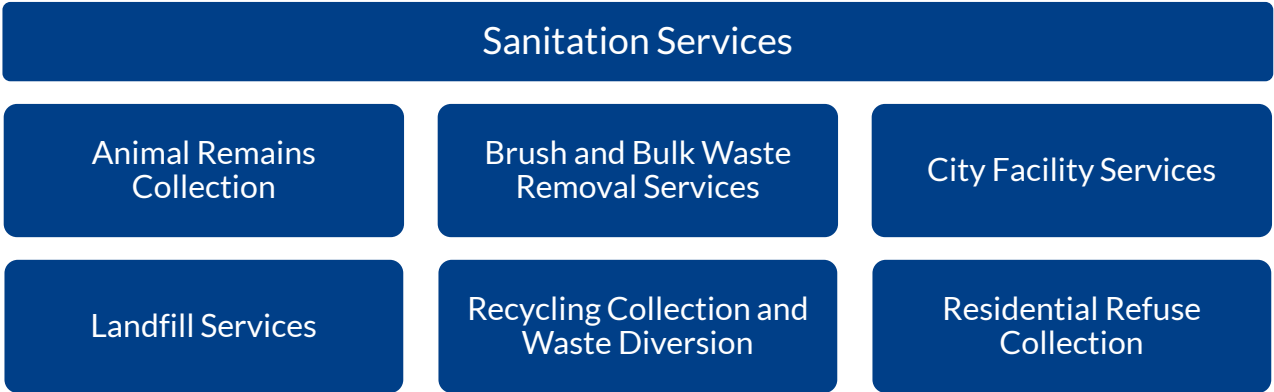 Sanitation Services
Animal Remains
Collection
Brush and Bulk Waste
Removal Services
City Facility Services
Landfill Services
Recycling Collection and
Waste Diversion
Residential Refuse
Collection